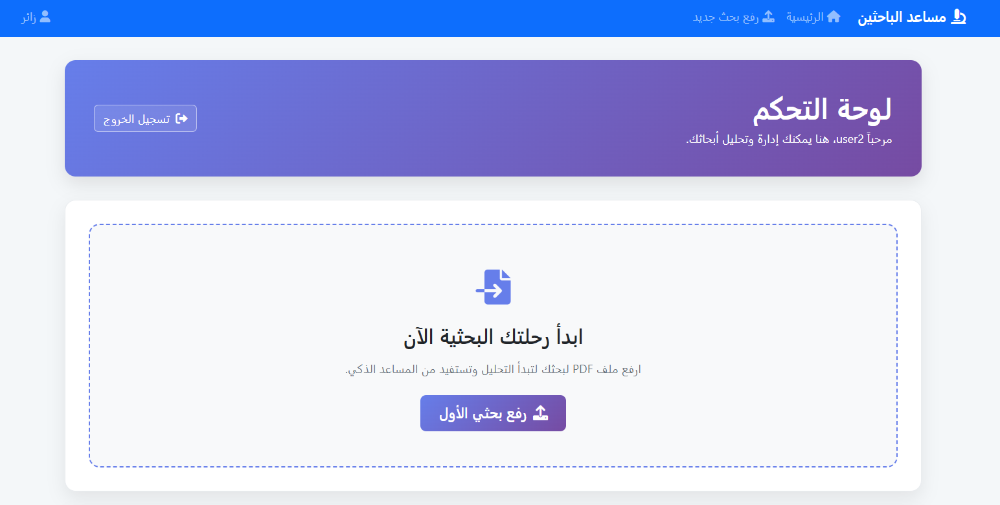 مساعد الباحثين
الرئيسية
رفع بحث جديد
زائر
لوحة التحكم
مرحباً user2، هنا يمكنك إدارة وتحليل أبحاثك.
تسجيل الخروج
ابدأ رحلتك البحثية الآن
ارفع ملف PDF لبحثك لتبدأ التحليل وتستفيد من المساعد الذكي.
رفع بحثي الأول